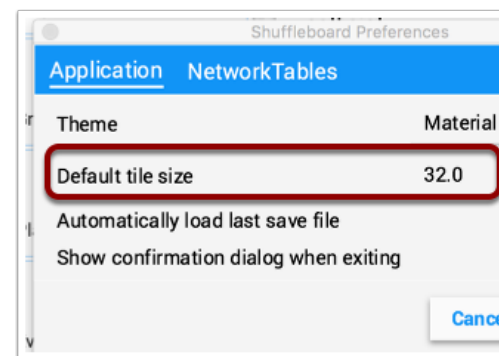 Shuffleboard Preferences
Application NetworkTables
Theme Material
Default tile size 32.0
Automatically load last save file
Show confirmation dialog when exiting